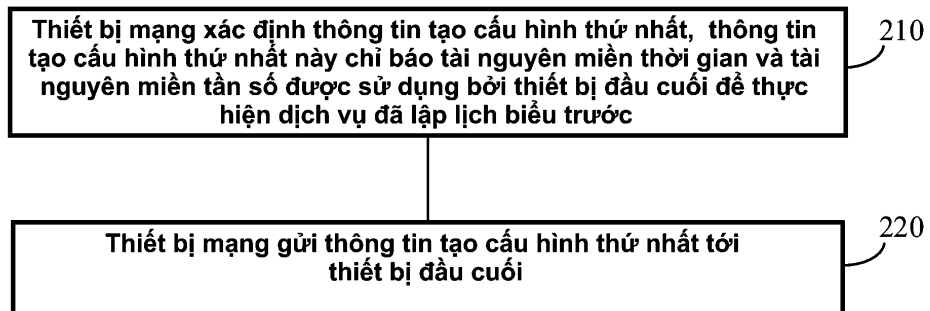 Thiết bị mạng xác định thông tin tạo cấu hình thứ nhất, thông tin
tạo cấu hình thứ nhất này chỉ báo tài nguyên miền thời gian và tài
nguyên miền tần số được sử dụng bởi thiết bị đầu cuối để thực
hiện dịch vụ đã lập lịch biểu trước
210
Thiết bị mạng gửi thông tin tạo cấu hình thứ nhất tới
thiết bị đầu cuối
220